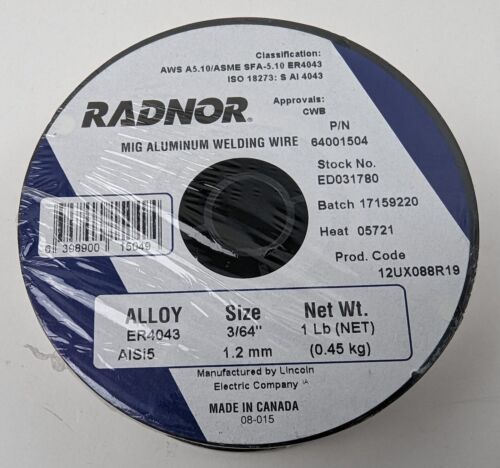 Classification:
AWS A5.10/ASME SFA-5.10 ER4043
ISO 18273: S Al 4043
RADNOR®
Approvals:
CWB
MIG ALUMINUM WELDING WIRE
P/N
64001504
Stock No.
ED031780
Batch 17159220
Heat 05721
Prod. Code
12UX088R19
6 398900 15049
ALLOY Size Net Wt.
ER4043 3/64" 1 Lb (NET)
AlSi5 1.2 mm (0.45 kg)
Manufactured by Lincoln
Electric Company
MADE IN CANADA
08-015